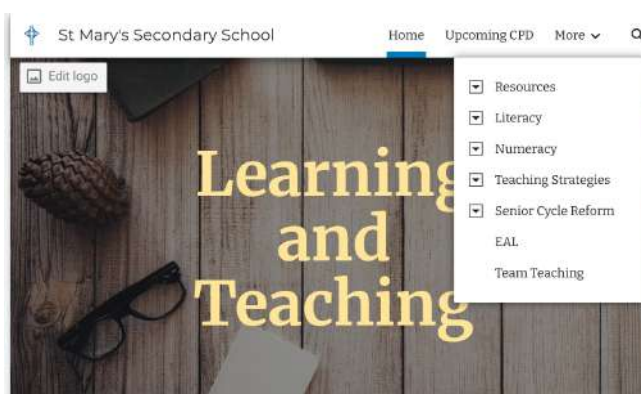 St Mary's Secondary School
Home Upcoming CPD More
Edit logo
Resources
Literacy
Numeracy
Teaching Strategies
Senior Cycle Reform
EAL
Team Teaching
Learning
and
Teaching